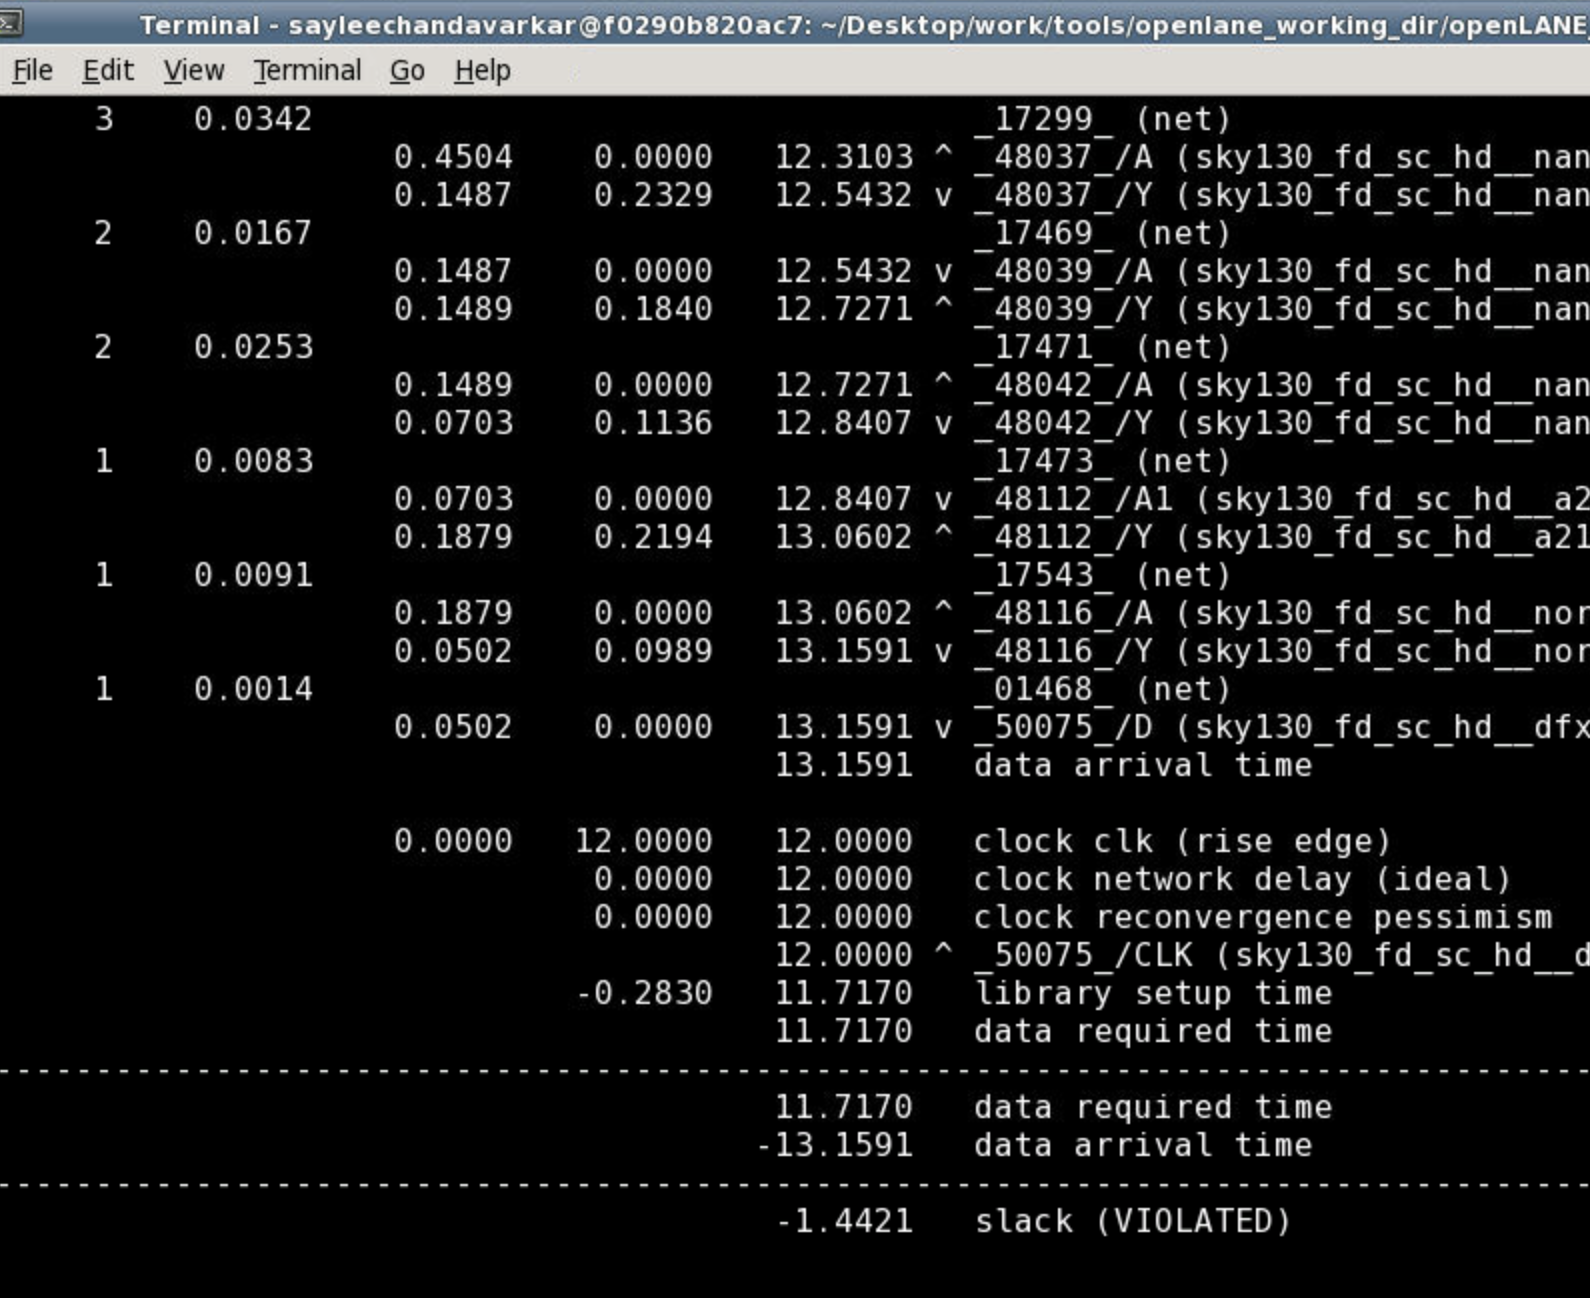 Terminal - sayleechandavarkar@f0290b820ac7: ~/Desktop/work/tools/openlane_working_dir/openLANE_
File Edit View Terminal Go Help
3 0.0342 _17299_ (net)
0.4504 0.0000 12.3103 ^ _48037_/A (sky130_fd_sc_hd__nan
0.1487 0.2329 12.5432 v _48037_/Y (sky130_fd_sc_hd__nan
2 0.0167 _17469_ (net)
0.1487 0.0000 12.5432 v _48039_/A (sky130_fd_sc_hd__nan
0.1489 0.1840 12.7271 ^ _48039_/Y (sky130_fd_sc_hd__nan
2 0.0253 _17471_ (net)
0.1489 0.0000 12.7271 ^ _48042_/A (sky130_fd_sc_hd__nan
0.0703 0.1136 12.8407 v _48042_/Y (sky130_fd_sc_hd__nan
1 0.0083 _17473_ (net)
0.0703 0.0000 12.8407 v _48112_/A1 (sky130_fd_sc_hd__a2
0.1879 0.2194 13.0602 ^ _48112_/Y (sky130_fd_sc_hd__a21
1 0.0091 _17543_ (net)
0.1879 0.0000 13.0602 ^ _48116_/A (sky130_fd_sc_hd__nor
0.0502 0.0989 13.1591 v _48116_/Y (sky130_fd_sc_hd__nor
1 0.0014 _01468_ (net)
0.0502 0.0000 13.1591 v _50075_/D (sky130_fd_sc_hd__dfx
13.1591 data arrival time
0.0000 12.0000 12.0000 clock clk (rise edge)
0.0000 12.0000 clock network delay (ideal)
0.0000 12.0000 clock reconvergence pessimism
12.0000 ^ _50075_/CLK (sky130_fd_sc_hd__d
-0.2830 11.7170 library setup time
11.7170 data required time
---------------------------------------------------------------------------------
11.7170 data required time
-13.1591 data arrival time
---------------------------------------------------------------------------------
-1.4421 slack (VIOLATED)